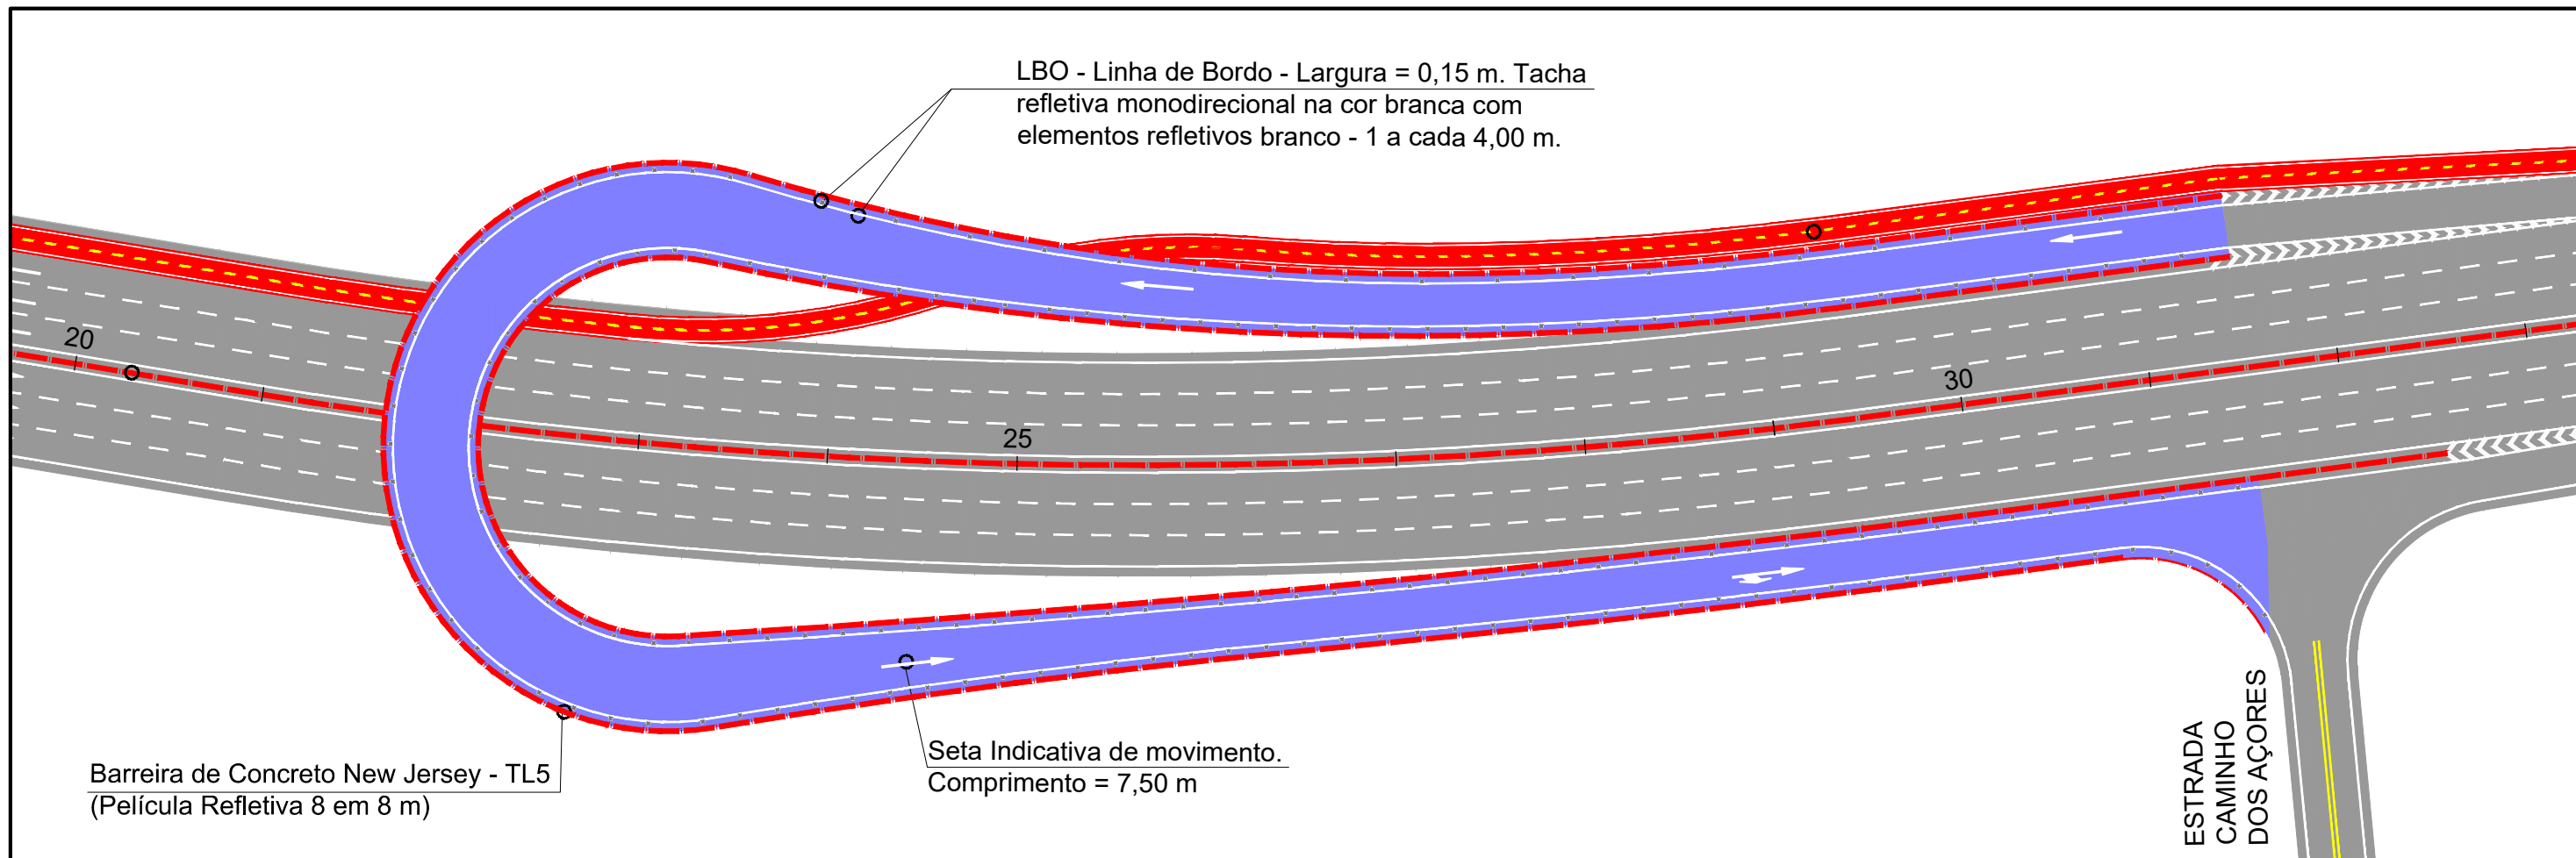 LBO - Linha de Bordo - Largura = 0,15 m. Tacha
refletiva monodirecional na cor branca com
elementos refletivos branco - 1 a cada 4,00 m.
20
25
30
Seta Indicativa de movimento.
Comprimento = 7,50 m
Barreira de Concreto New Jersey - TL5
(Película Refletiva 8 em 8 m)
ESTRADA
CAMINHO
DOS AÇORES